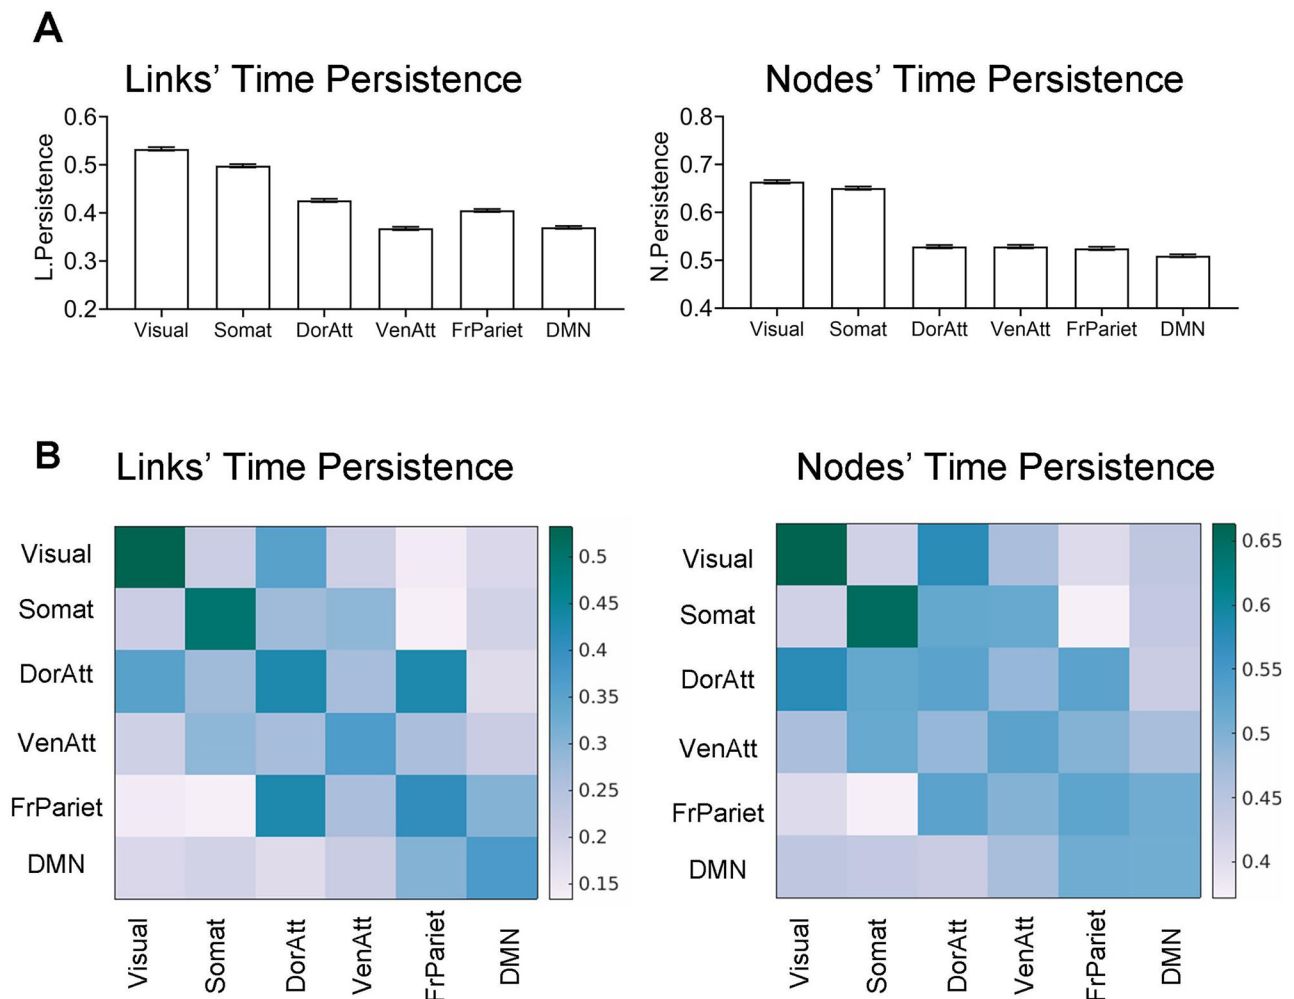 A
Links’ Time Persistence
L.Persistence
0.6
0.5
0.4
0.3
0.2
Visual Somat DorAtt VenAtt FrPariet DMN
Nodes’ Time Persistence
N.Persistence
0.8
0.7
0.6
0.5
0.4
Visual Somat DorAtt VenAtt FrPariet DMN
B
Links’ Time Persistence
Visual
Somat
DorAtt
VenAtt
FrPariet
DMN
Visual Somat DorAtt VenAtt FrPariet DMN
0.5
0.45
0.4
0.35
0.3
0.25
0.2
0.15
Nodes’ Time Persistence
Visual
Somat
DorAtt
VenAtt
FrPariet
DMN
Visual Somat DorAtt VenAtt FrPariet DMN
0.65
0.6
0.55
0.5
0.45
0.4